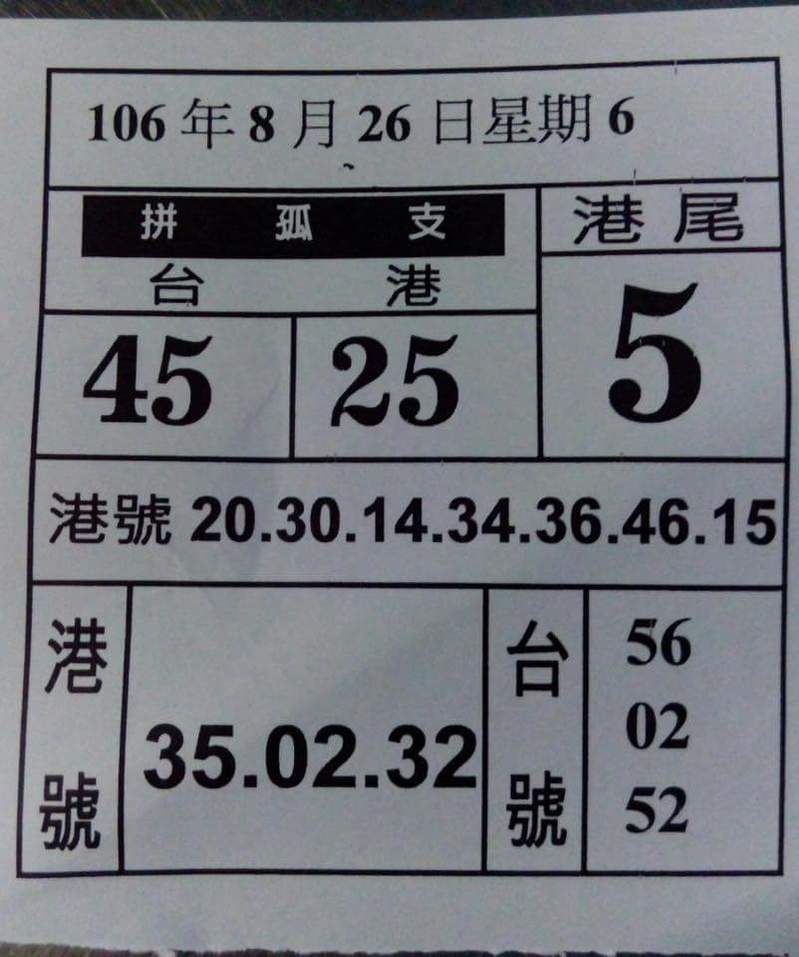 106 年 8 月 26 日星期 6
拼 孤 支
台 港
港尾
45
25
5
港號 20.30.14.34.36.46.15
港號
35.02.32
台號
56
02
52